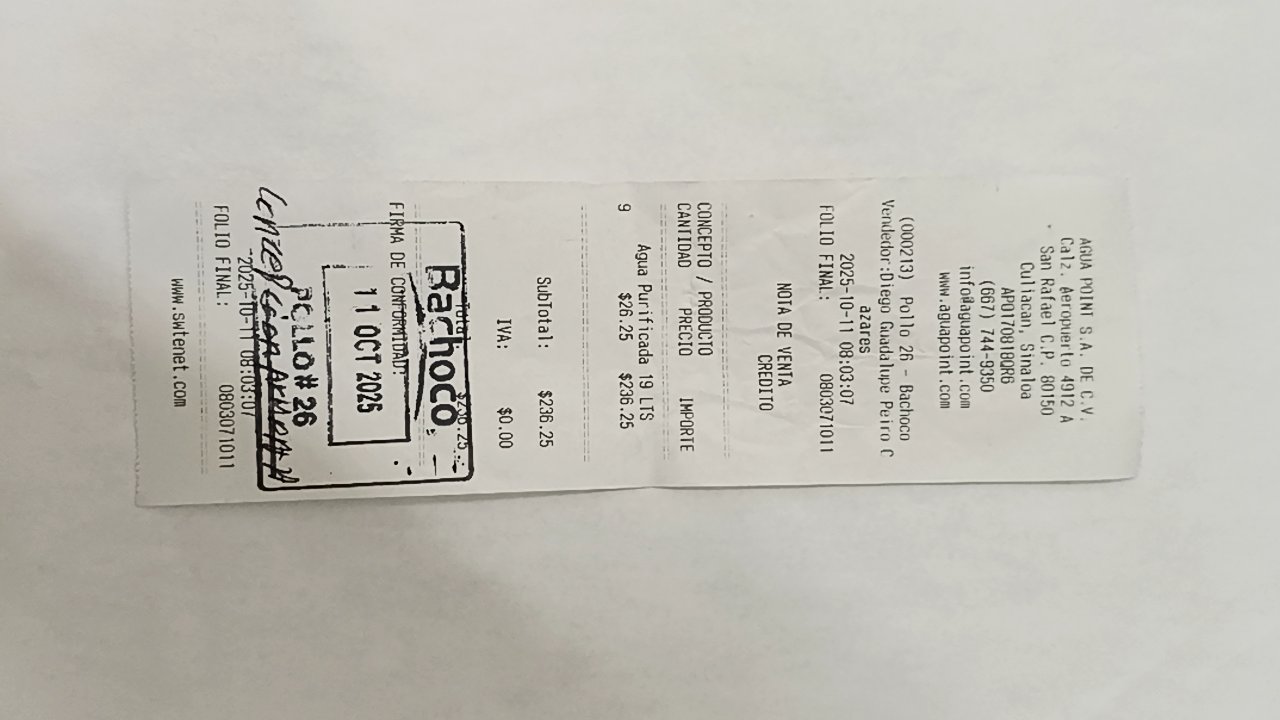 AGUA POINT S.A. DE C.V.
Calz. Aeropuerto 4912 A
San Rafael C.P. 80150
Culiacan, Sinaloa
APO170818QR6
(667) 744-9350
info@aguapoint.com
www.aguapoint.com
(000213) Pollo 26 - Bachoco
Vendedor:Diego Guadalupe Peiro C
azares
2025-10-11 08:03:07
FOLIO FINAL: 0803071011
NOTA DE VENTA
CREDITO
CONCEPTO / PRODUCTO
CANTIDAD PRECIO IMPORTE
Agua Purificada 19 LTS
9 $26.25 $236.25
SubTotal: $236.25
IVA: $0.00
Total: $236.25
Bachoco
FIRMA DE CONFORMIDAD:
11 OCT 2025
POLLO# 26
2025-10-11 08:03:07
FOLIO FINAL: 0803071011
www.swtenet.com